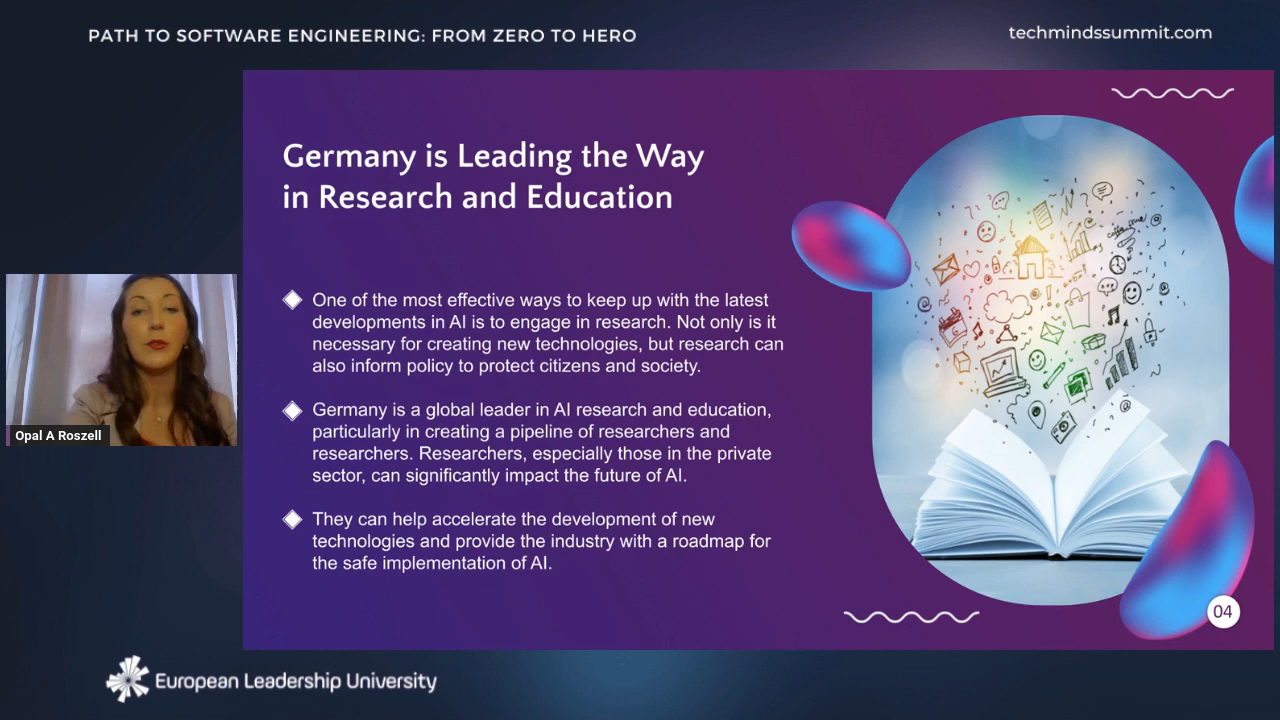 PATH TO SOFTWARE ENGINEERING: FROM ZERO TO HERO
techmindssummit.com
Germany is Leading the Way
in Research and Education
One of the most effective ways to keep up with the latest
developments in AI is to engage in research. Not only is it
necessary for creating new technologies, but research can
also inform policy to protect citizens and society.
Germany is a global leader in AI research and education,
particularly in creating a pipeline of researchers and
researchers. Researchers, especially those in the private
sector, can significantly impact the future of AI.
They can help accelerate the development of new
technologies and provide the industry with a roadmap for
the safe implementation of AI.
Opal A Roszell
04
European Leadership University